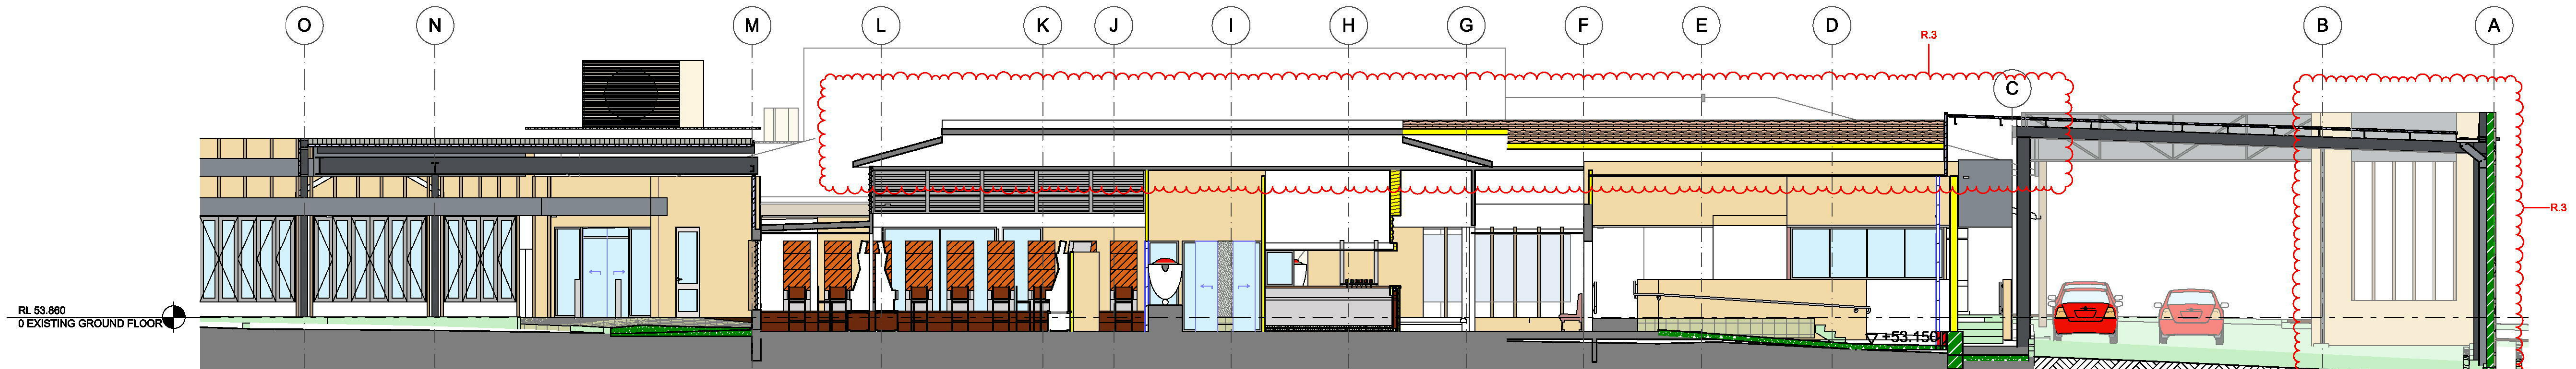 O N M L K J I H G F E D B A
R.3
C
R.3
RL 53.860
0 EXISTING GROUND FLOOR
+53.150